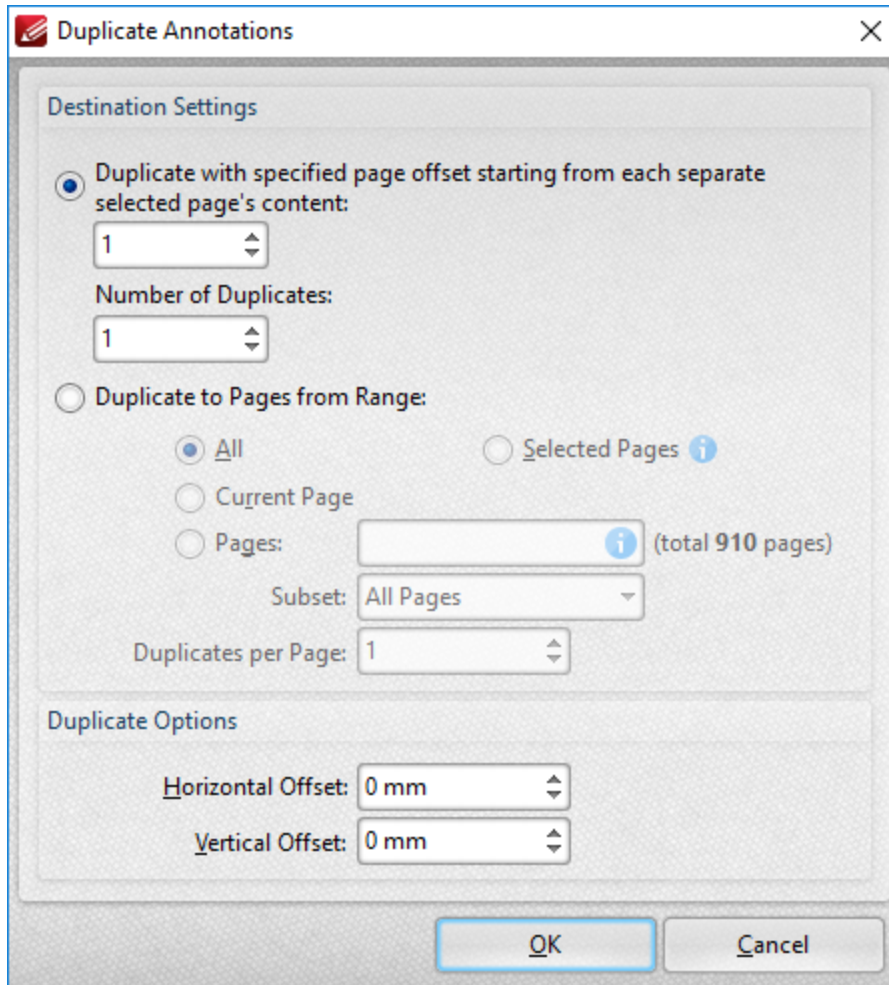 Duplicate Annotations
Destination Settings
Duplicate with specified page offset starting from each separate
selected page's content:
1
Number of Duplicates:
1
Duplicate to Pages from Range:
All Selected Pages
Current Page
Pages: (total 910 pages)
Subset: All Pages
Duplicates per Page: 1
Duplicate Options
Horizontal Offset: 0 mm
Vertical Offset: 0 mm
OK Cancel